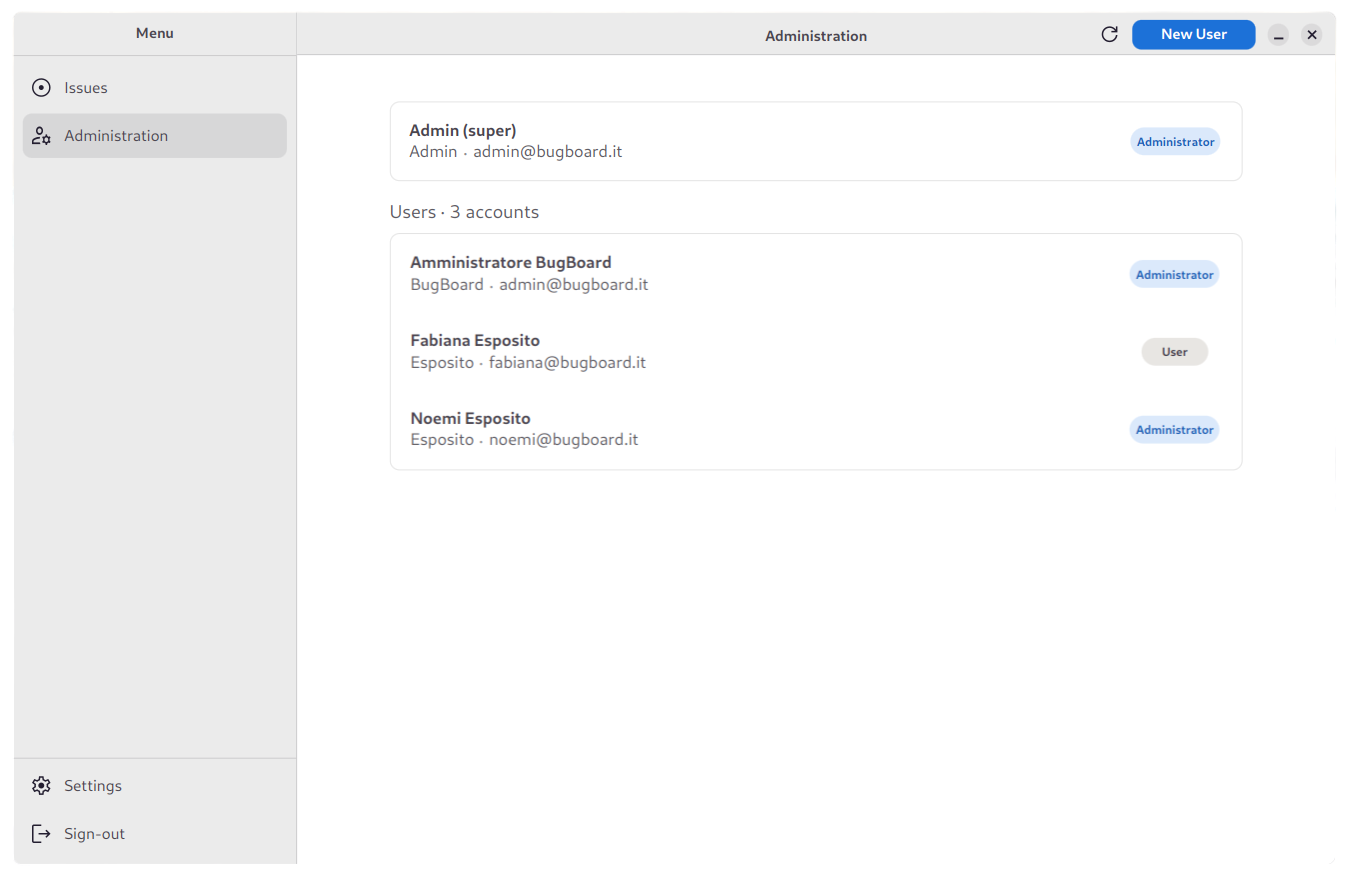 Menu
Administration
New User
Issues
Administration
Admin (super)
Admin · admin@bugboard.it
Administrator
Users · 3 accounts
Amministratore BugBoard
BugBoard · admin@bugboard.it
Administrator
Fabiana Esposito
Esposito · fabiana@bugboard.it
User
Noemi Esposito
Esposito · noemi@bugboard.it
Administrator
Settings
Sign-out